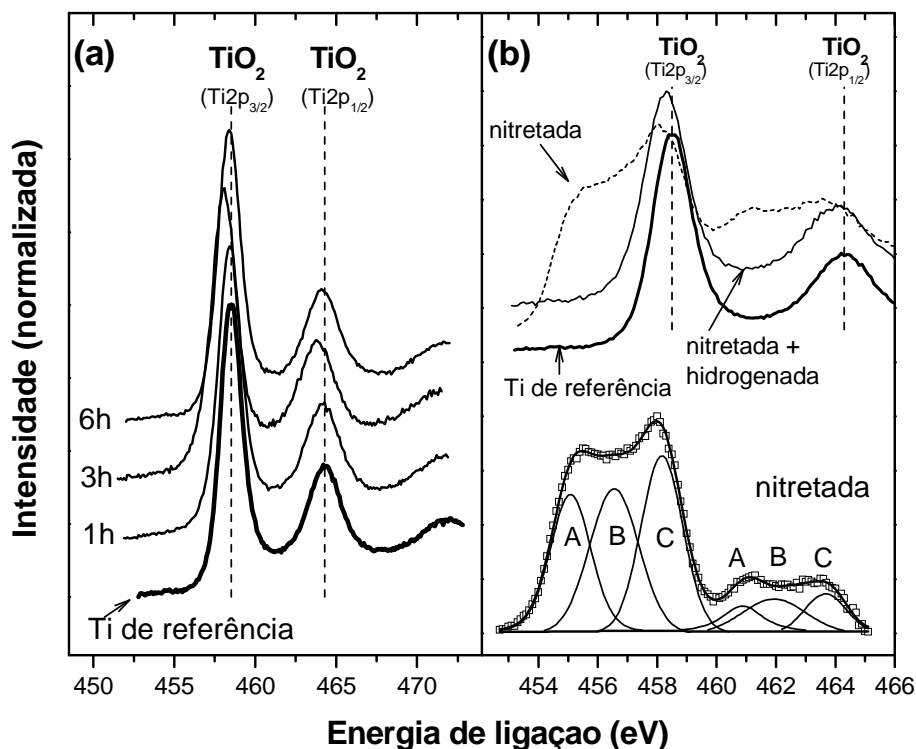 (a)
TiO2
(Ti2p3/2)
TiO2
(Ti2p1/2)
6h
3h
1h
Ti de referência
(b)
TiO2
(Ti2p3/2)
TiO2
(Ti2p1/2)
nitretada
nitretada +
hidrogenada
Ti de referência
nitretada
A
B
C
A
B
C
450
455
460
465
470
454
456
458
460
462
464
466
Intensidade (normalizada)
Energia de ligaçao (eV)